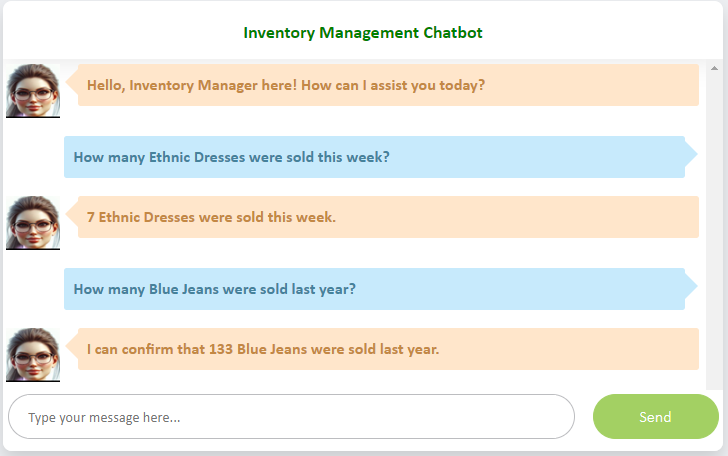 Inventory Management Chatbot
Hello, Inventory Manager here! How can I assist you today?
How many Ethnic Dresses were sold this week?
7 Ethnic Dresses were sold this week.
How many Blue Jeans were sold last year?
I can confirm that 133 Blue Jeans were sold last year.
Type your message here...
Send